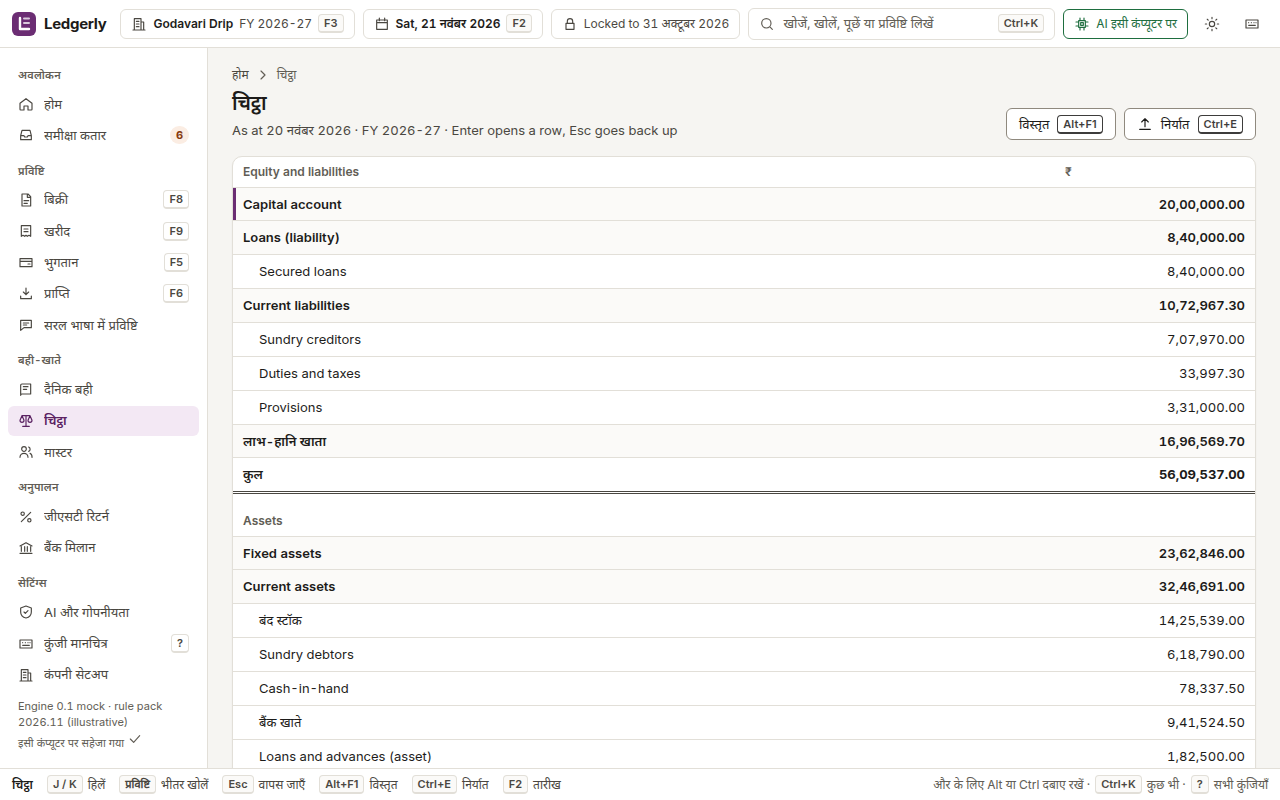 Ledgerly
Godavari Drip FY 2026-27 F3
Sat, 21 नवंबर 2026 F2
Locked to 31 अक्टूबर 2026
खोजें, खोलें, पूछें या प्रविष्टि लिखें Ctrl+K
AI इसी कंप्यूटर पर
अवलोकन
होम
समीक्षा कतार 6
प्रविष्टि
बिक्री F8
खरीद F9
भुगतान F5
प्राप्ति F6
सरल भाषा में प्रविष्टि
बही-खाते
दैनिक बही
चिट्ठा
मास्टर
अनुपालन
जीएसटी रिटर्न
बैंक मिलान
सेटिंग्स
AI और गोपनीयता
कुंजी मानचित्र ?
कंपनी सेटअप
Engine 0.1 mock · rule pack
2026.11 (illustrative)
इसी कंप्यूटर पर सहेजा गया
होम > चिट्ठा
चिट्ठा
As at 20 नवंबर 2026 · FY 2026-27 · Enter opens a row, Esc goes back up
विस्तृत Alt+F1
निर्यात Ctrl+E
Equity and liabilities ₹
Capital account 20,00,000.00
Loans (liability) 8,40,000.00
Secured loans 8,40,000.00
Current liabilities 10,72,967.30
Sundry creditors 7,07,970.00
Duties and taxes 33,997.30
Provisions 3,31,000.00
लाभ-हानि खाता 16,96,569.70
कुल 56,09,537.00
Assets
Fixed assets 23,62,846.00
Current assets 32,46,691.00
बंद स्टॉक 14,25,539.00
Sundry debtors 6,18,790.00
Cash-in-hand 78,337.50
बैंक खाते 9,41,524.50
Loans and advances (asset) 1,82,500.00
चिट्ठा J / K हिलें प्रविष्टि भीतर खोलें Esc वापस जाएँ Alt+F1 विस्तृत Ctrl+E निर्यात F2 तारीख
और के लिए Alt या Ctrl दबाए रखें · Ctrl+K कुछ भी · ? सभी कुंजियाँ